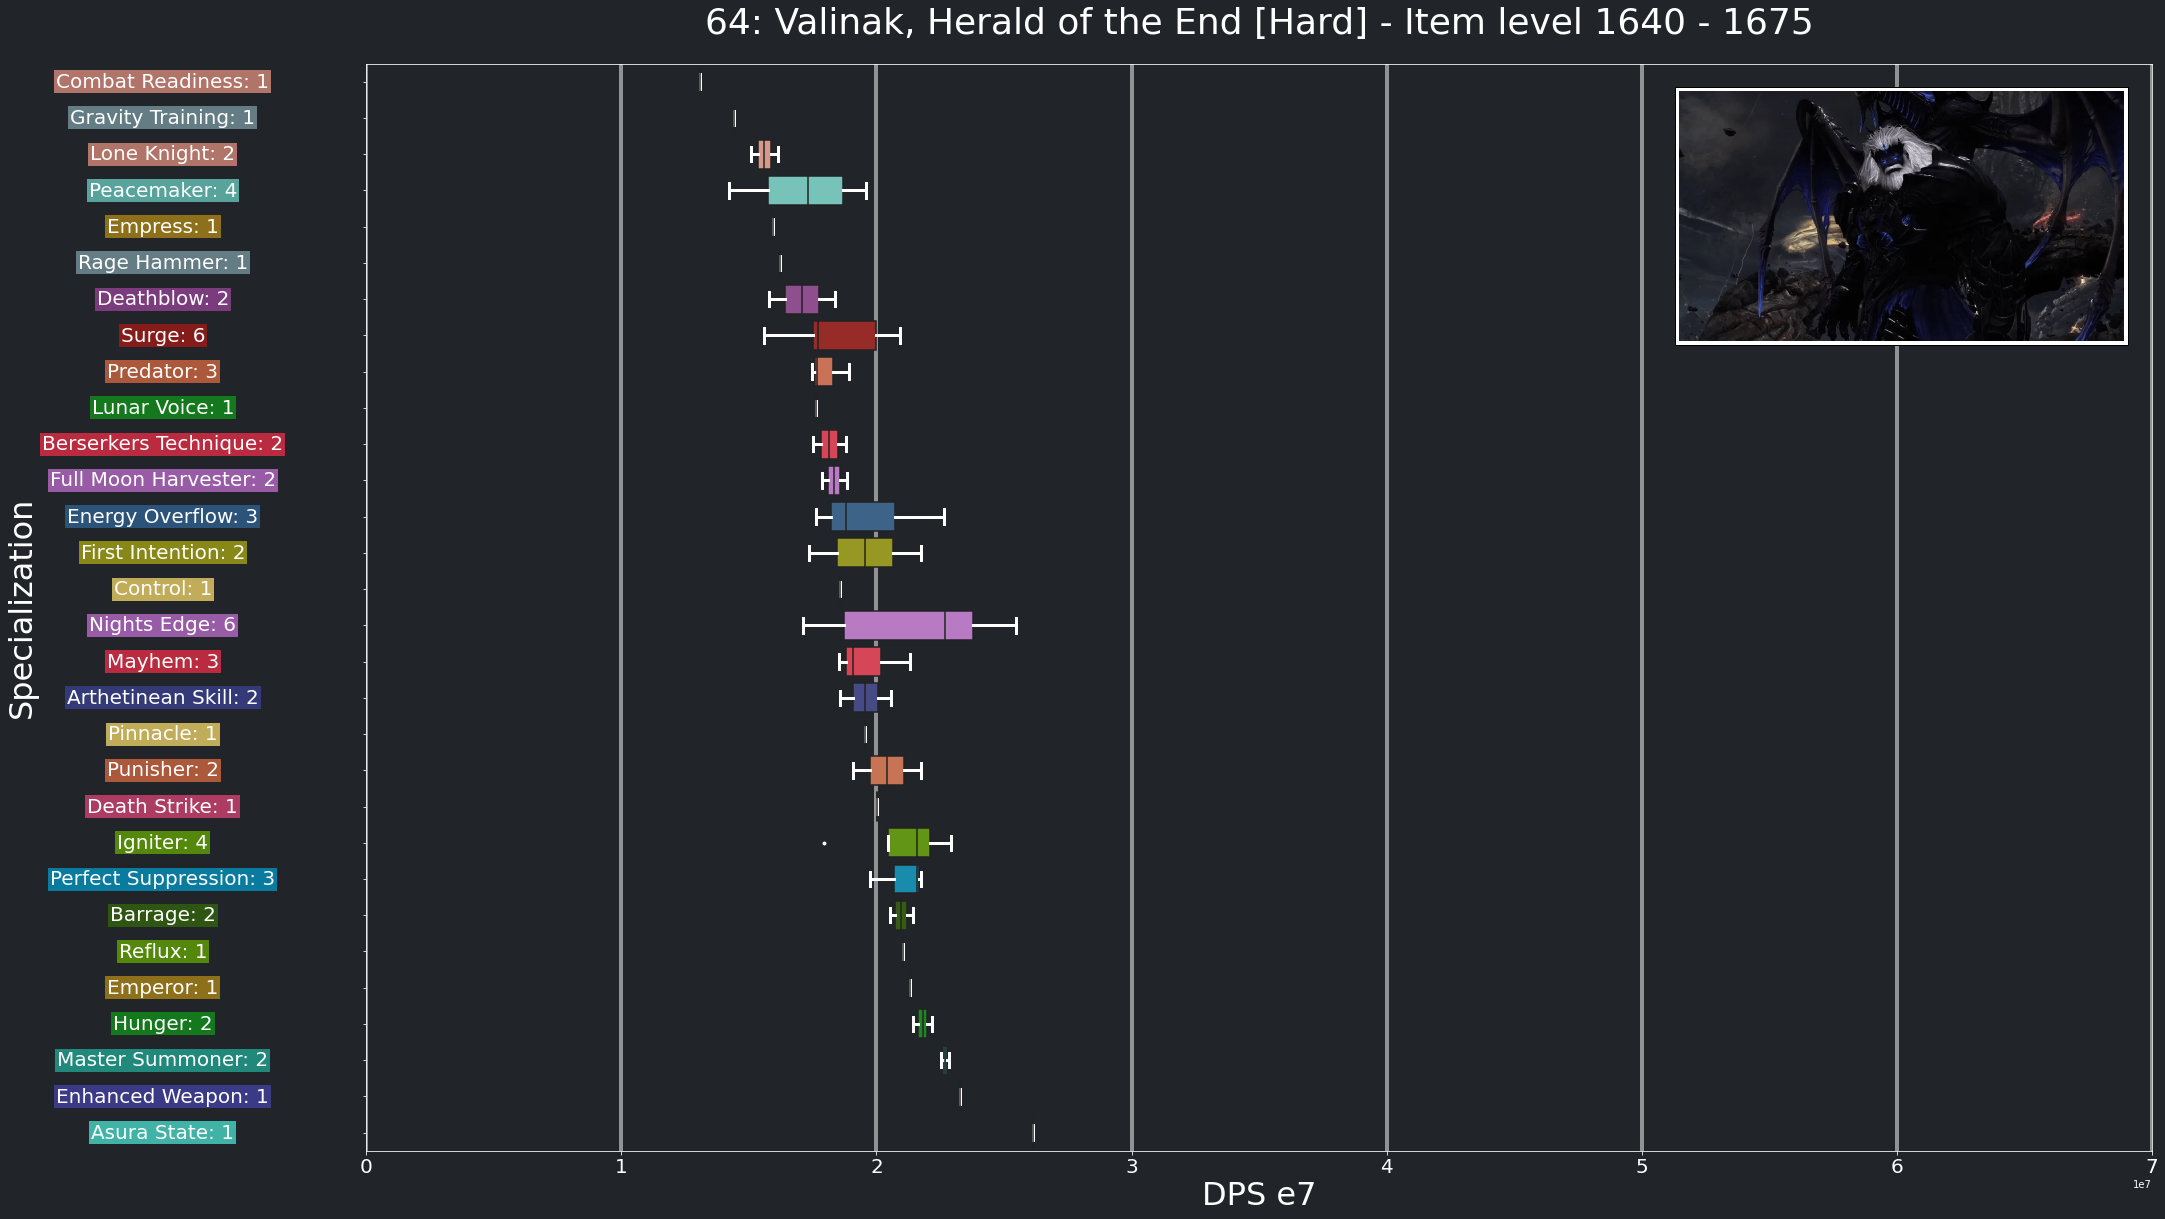 64: Valinak, Herald of the End [Hard] - Item level 1640 - 1675
Specialization
Combat Readiness: 1
Gravity Training: 1
Lone Knight: 2
Peacemaker: 4
Empress: 1
Rage Hammer: 1
Deathblow: 2
Surge: 6
Predator: 3
Lunar Voice: 1
Berserkers Technique: 2
Full Moon Harvester: 2
Energy Overflow: 3
First Intention: 2
Control: 1
Nights Edge: 6
Mayhem: 3
Arthetinean Skill: 2
Pinnacle: 1
Punisher: 2
Death Strike: 1
Igniter: 4
Perfect Suppression: 3
Barrage: 2
Reflux: 1
Emperor: 1
Hunger: 2
Master Summoner: 2
Enhanced Weapon: 1
Asura State: 1
0 1 2 3 4 5 6 7
1e7
DPS e7